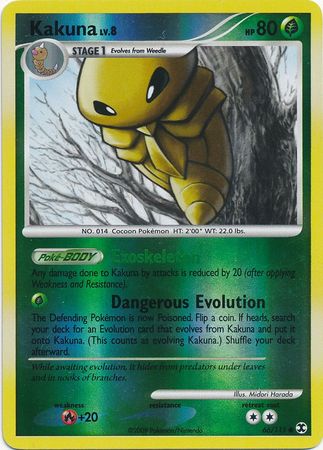 Kakuna LV.8
HP 80
STAGE 1 Evolves from Weedle
NO. 014 Cocoon Pokémon HT: 2'00" WT: 22.0 lbs.
Poké-BODY
Any damage done to Kakuna by attacks is reduced by 20 (after applying
Weakness and Resistance).
Dangerous Evolution
The Defending Pokémon is now Poisoned. Flip a coin. If heads, search
your deck for an Evolution card that evolves from Kakuna and put it
onto Kakuna. (This counts as evolving Kakuna.) Shuffle your deck
afterward.
While awaiting evolution, it hides from predators under leaves
and in nooks of branches.
Illus. Midori Harada
weakness
resistance
retreat cost
+20
©2009 Pokémon/Nintendo
66/111